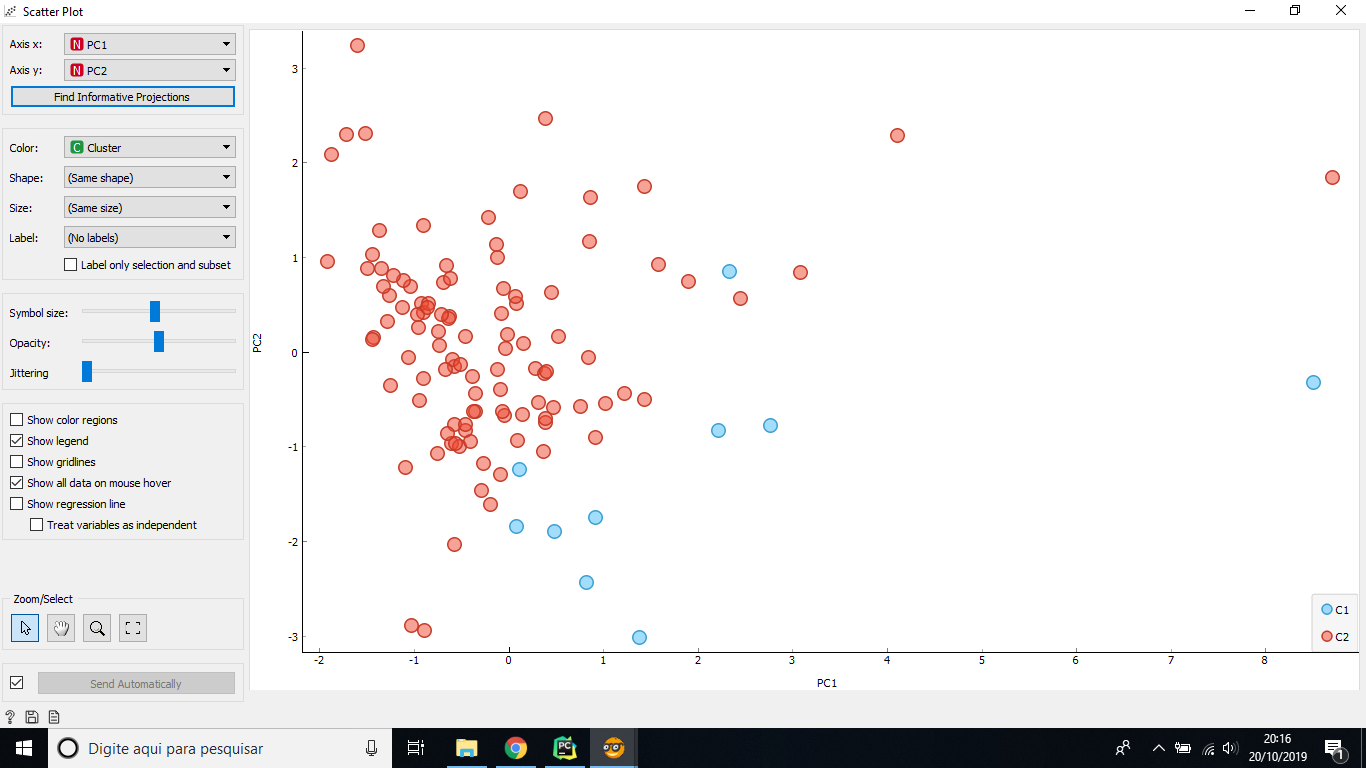 Scatter Plot
Axis x: N PC1
Axis y: N PC2
Find Informative Projections
Color: C Cluster
Shape: (Same shape)
Size: (Same size)
Label: (No labels)
Label only selection and subset
Symbol size:
Opacity:
Jittering
Show color regions
Show legend
Show gridlines
Show all data on mouse hover
Show regression line
Treat variables as independent
Zoom/Select
Send Automatically
?
3
2
1
0
-1
-2
-3
PC2
-2 -1 0 1 2 3 4 5 6 7 8
PC1
C1
C2
Digite aqui para pesquisar
PC
20:16
20/10/2019
1